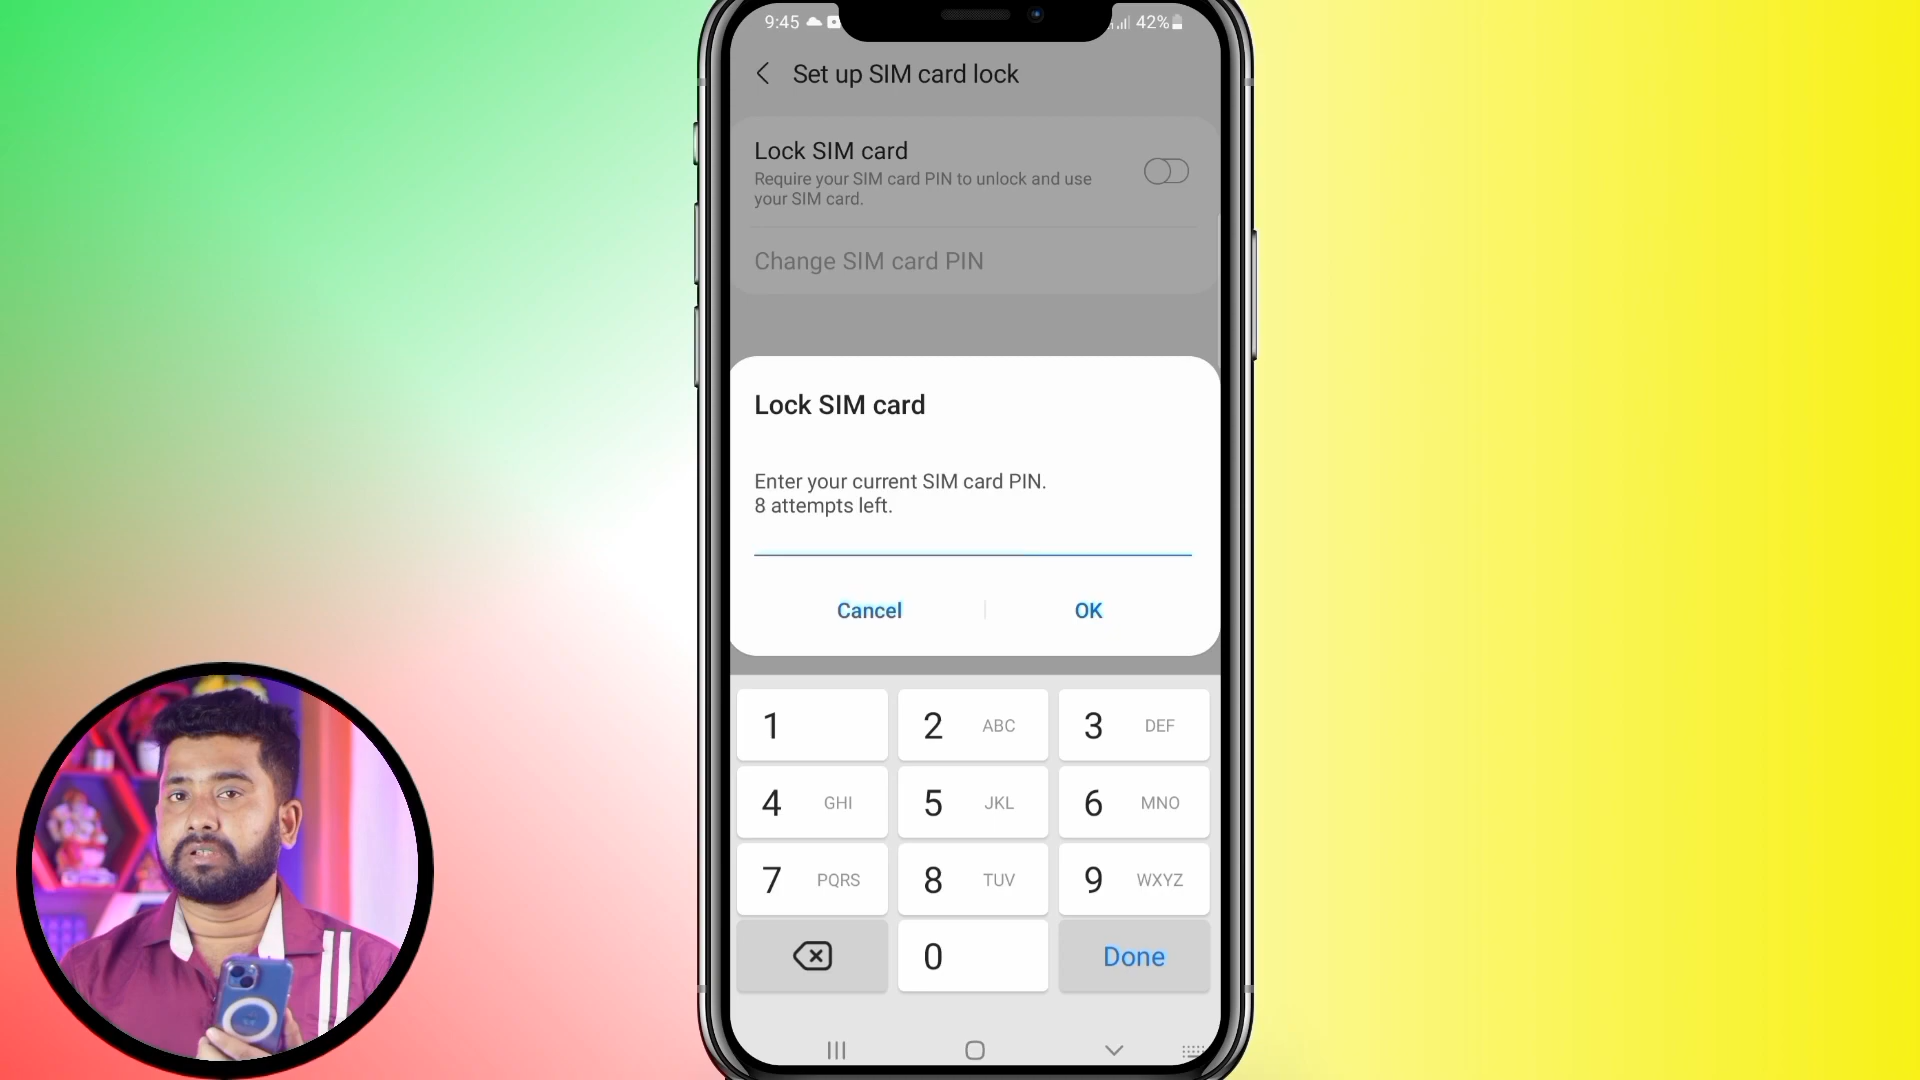 9:45
42%
Set up SIM card lock
Lock SIM card
Require your SIM card PIN to unlock and use
your SIM card.
Change SIM card PIN
Lock SIM card
Enter your current SIM card PIN.
8 attempts left.
Cancel
OK
1
2 ABC
3 DEF
4 GHI
5 JKL
6 MNO
7 PQRS
8 TUV
9 WXYZ
0
Done